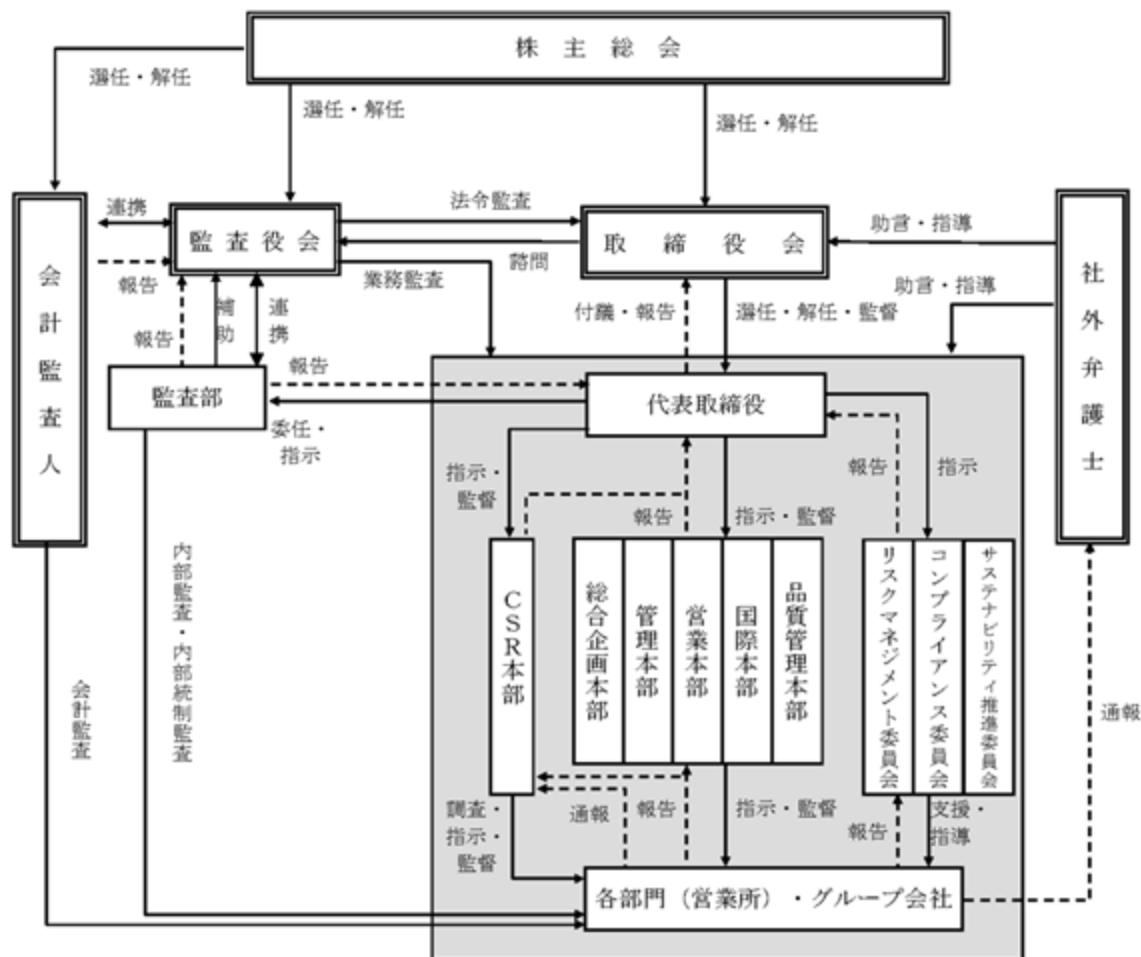 株主総会
選任・解任
選任・解任
選任・解任
会計監査人
連携
報告
監査役会
法令監査
諮問
業務監査
取締役会
助言・指導
助言・指導
社外弁護士
報告
補助
連携
付議・報告
選任・解任・監督
監査部
報告
委任・
指示
代表取締役
指示・
監督
報告
指示・監督
報告
指示
CSR本部
総合企画本部
管理本部
営業本部
国際本部
品質管理本部
リスクマネジメント委員会
コンプライアンス委員会
サステナビリティ推進委員会
内部監査・内部統制監査
会計監査
通報
調査・
指示・
監督
通報
報告
指示・監督
報告
支援・
指導
各部門（営業所）・グループ会社